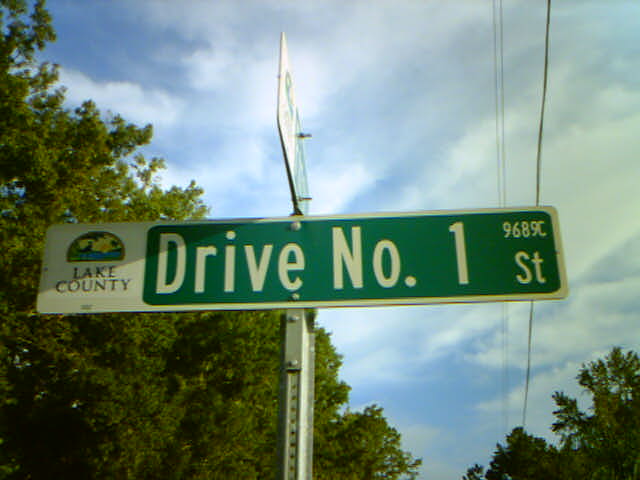 LAKE
COUNTY
Drive No. 1 St
9689C